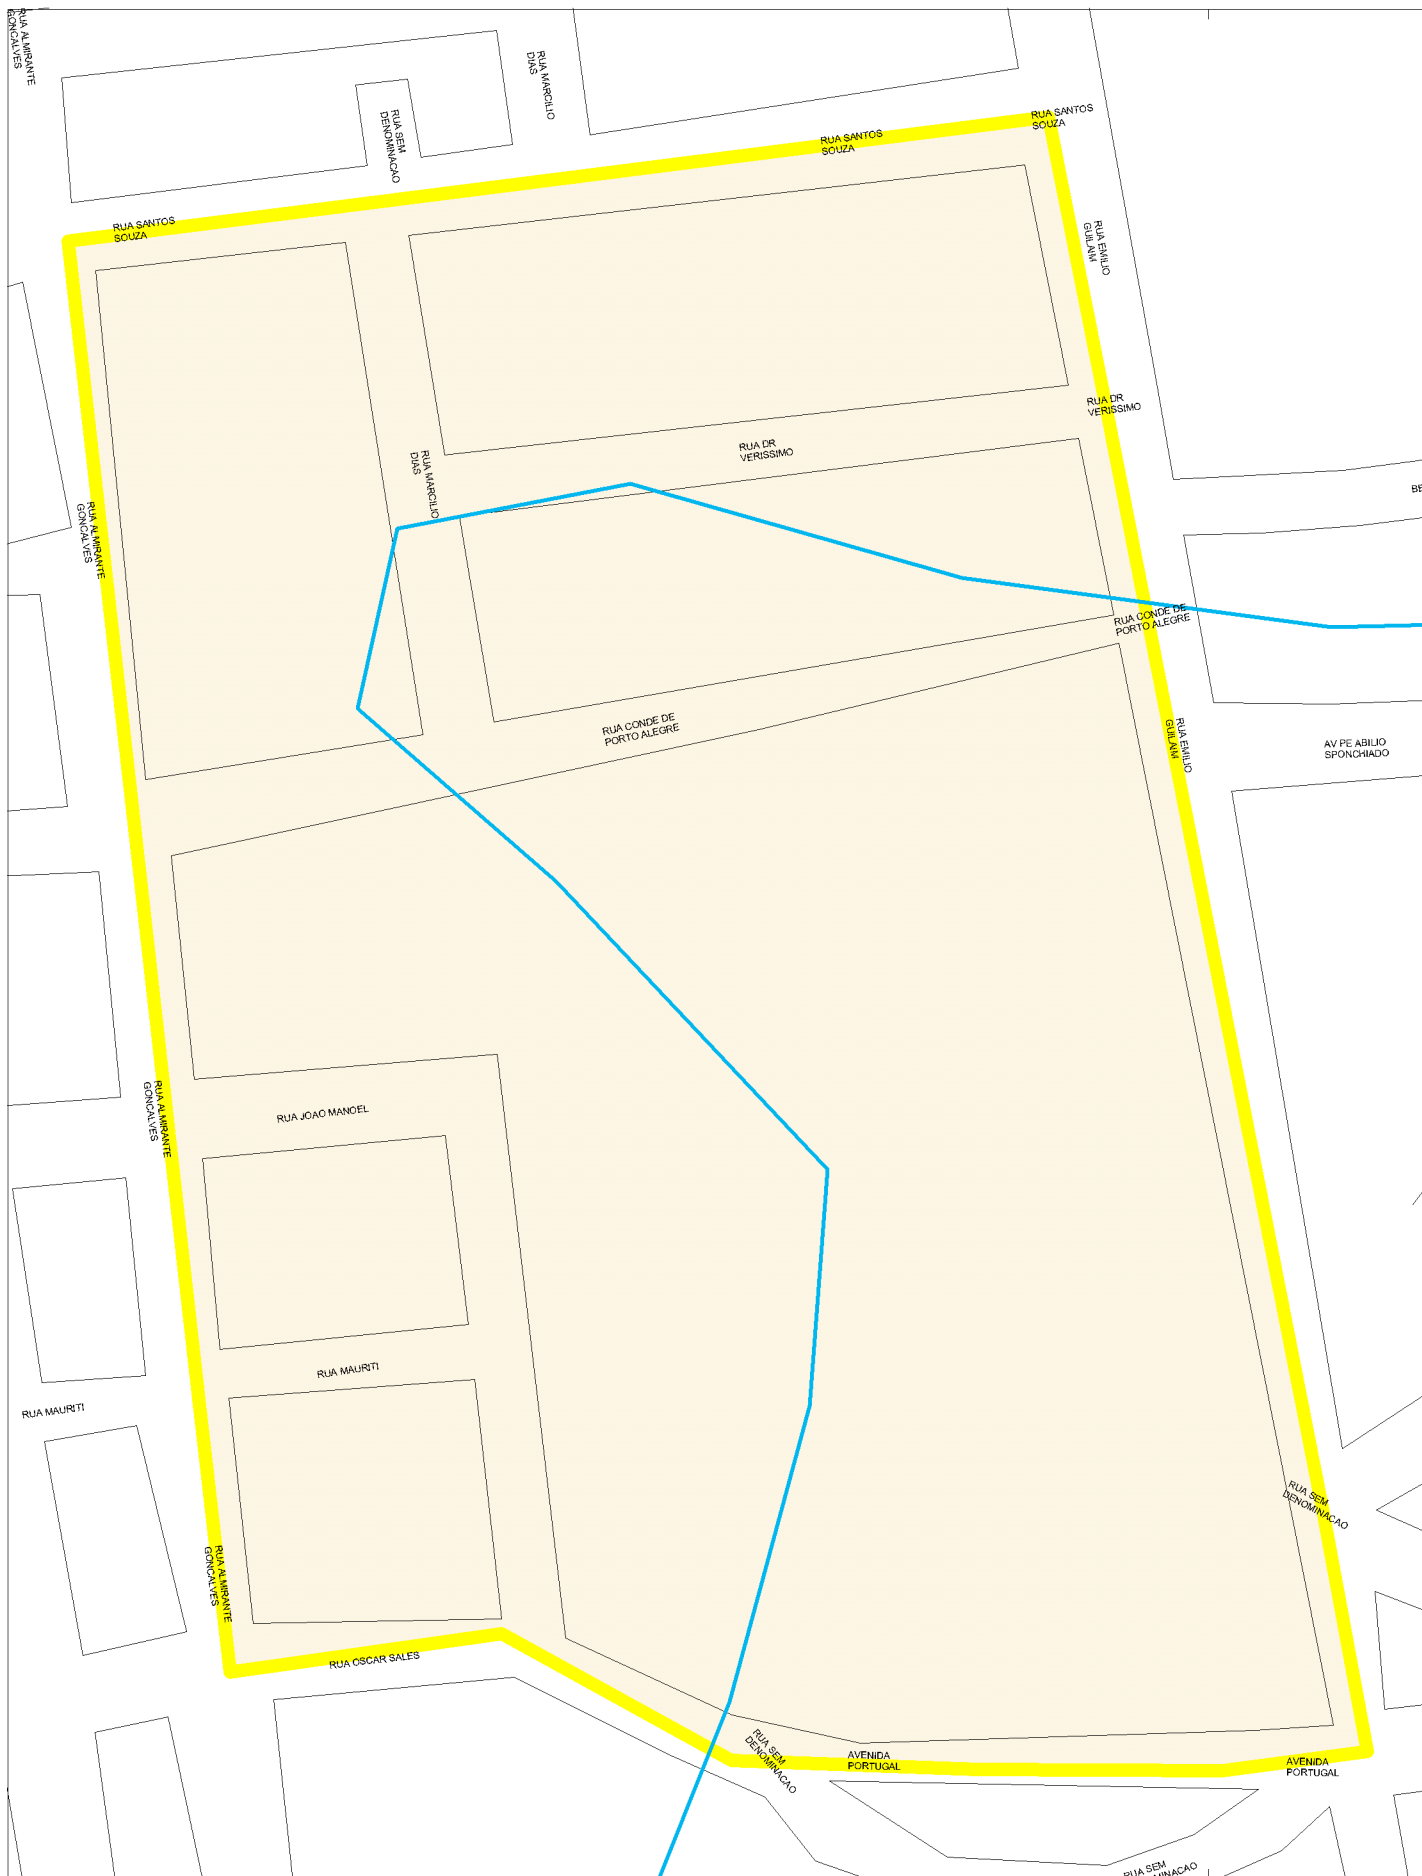 RUA ALMIRANTE
GONCALVES
RUA MARCILIO
DIAS
RUA SEM
DENOMINACAO
RUA SANTOS
SOUZA
RUA SANTOS
SOUZA
RUA SANTOS
SOUZA
RUA EMILIO
GUILAIM
RUA DR
VERISSIMO
RUA DR
VERISSIMO
RUA MARCILIO
DIAS
BE
RUA ALMIRANTE
GONCALVES
RUA CONDE DE
PORTO ALEGRE
RUA CONDE DE
PORTO ALEGRE
RUA EMILIO
GUILAIM
AV PE ABILIO
SPONCHIADO
RUA ALMIRANTE
GONCALVES
RUA JOAO MANOEL
RUA MAURITI
RUA MAURITI
RUA SEM
DENOMINACAO
RUA ALMIRANTE
GONCALVES
RUA OSCAR SALES
RUA SEM
DENOMINACAO
AVENIDA
PORTUGAL
AVENIDA
PORTUGAL
RUA SEM
MINACAO